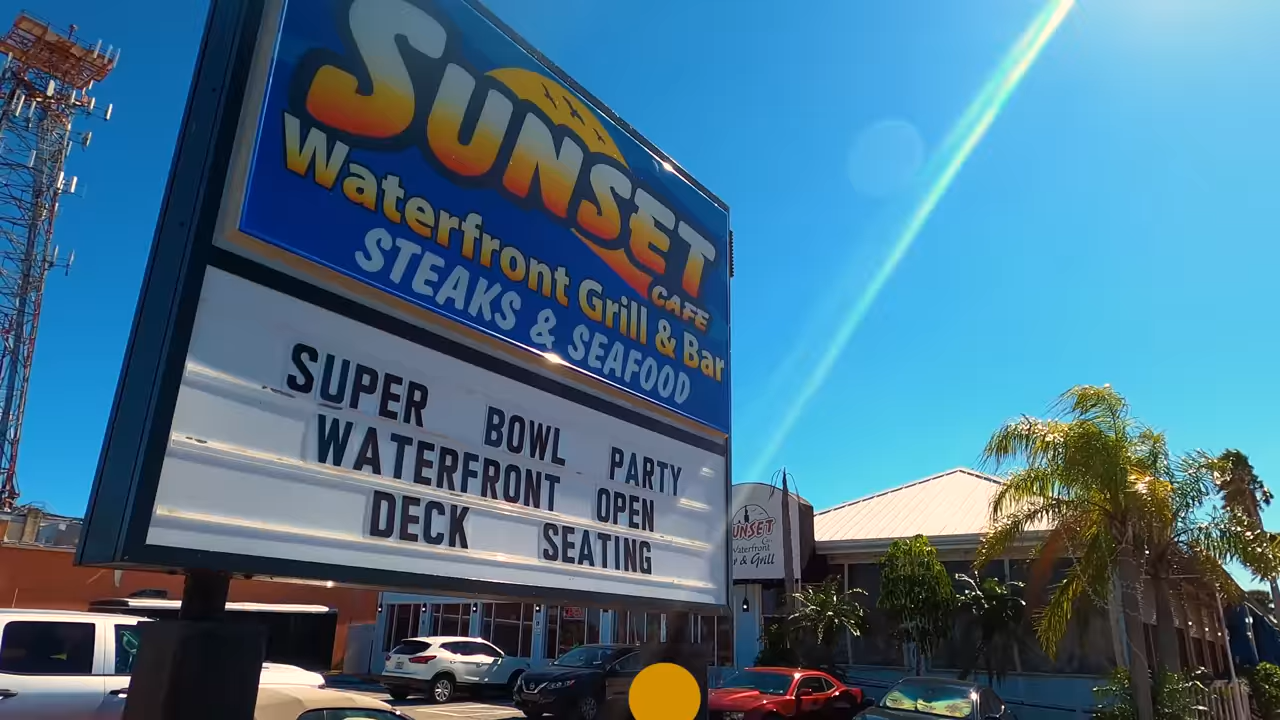 SUNSET
CAFE
Waterfront Grill & Bar
STEAKS & SEAFOOD
SUPER BOWL PARTY
WATERFRONT OPEN
DECK SEATING
SUNSET
Waterfront
& Grill